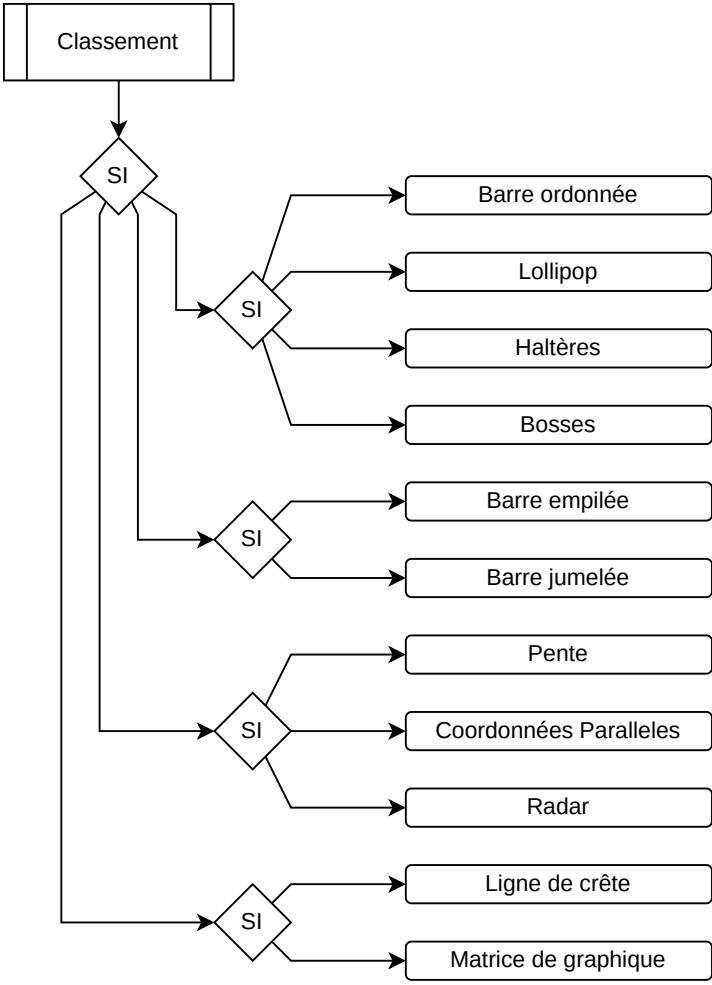 Classement
SI
Barre ordonnée
Lollipop
SI
Haltères
Bosses
Barre empilée
SI
Barre jumelée
Pente
SI
Coordonnées Paralleles
Radar
Ligne de crête
SI
Matrice de graphique